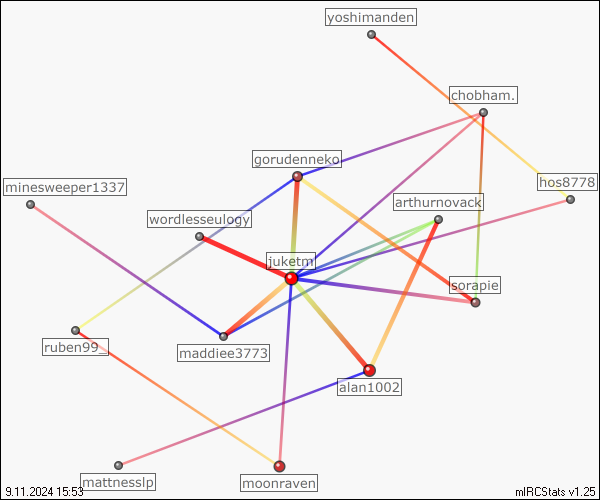 yoshimanden
chobham.
gorudenneko
minesweeper1337
hos8778
arthurnovack
wordlesseulogy
juketm
sorapie
ruben99_
maddiee3773
alan1002
mattnesslp
moonraven
9.11.2024 15:53
mIRCStats v1.25